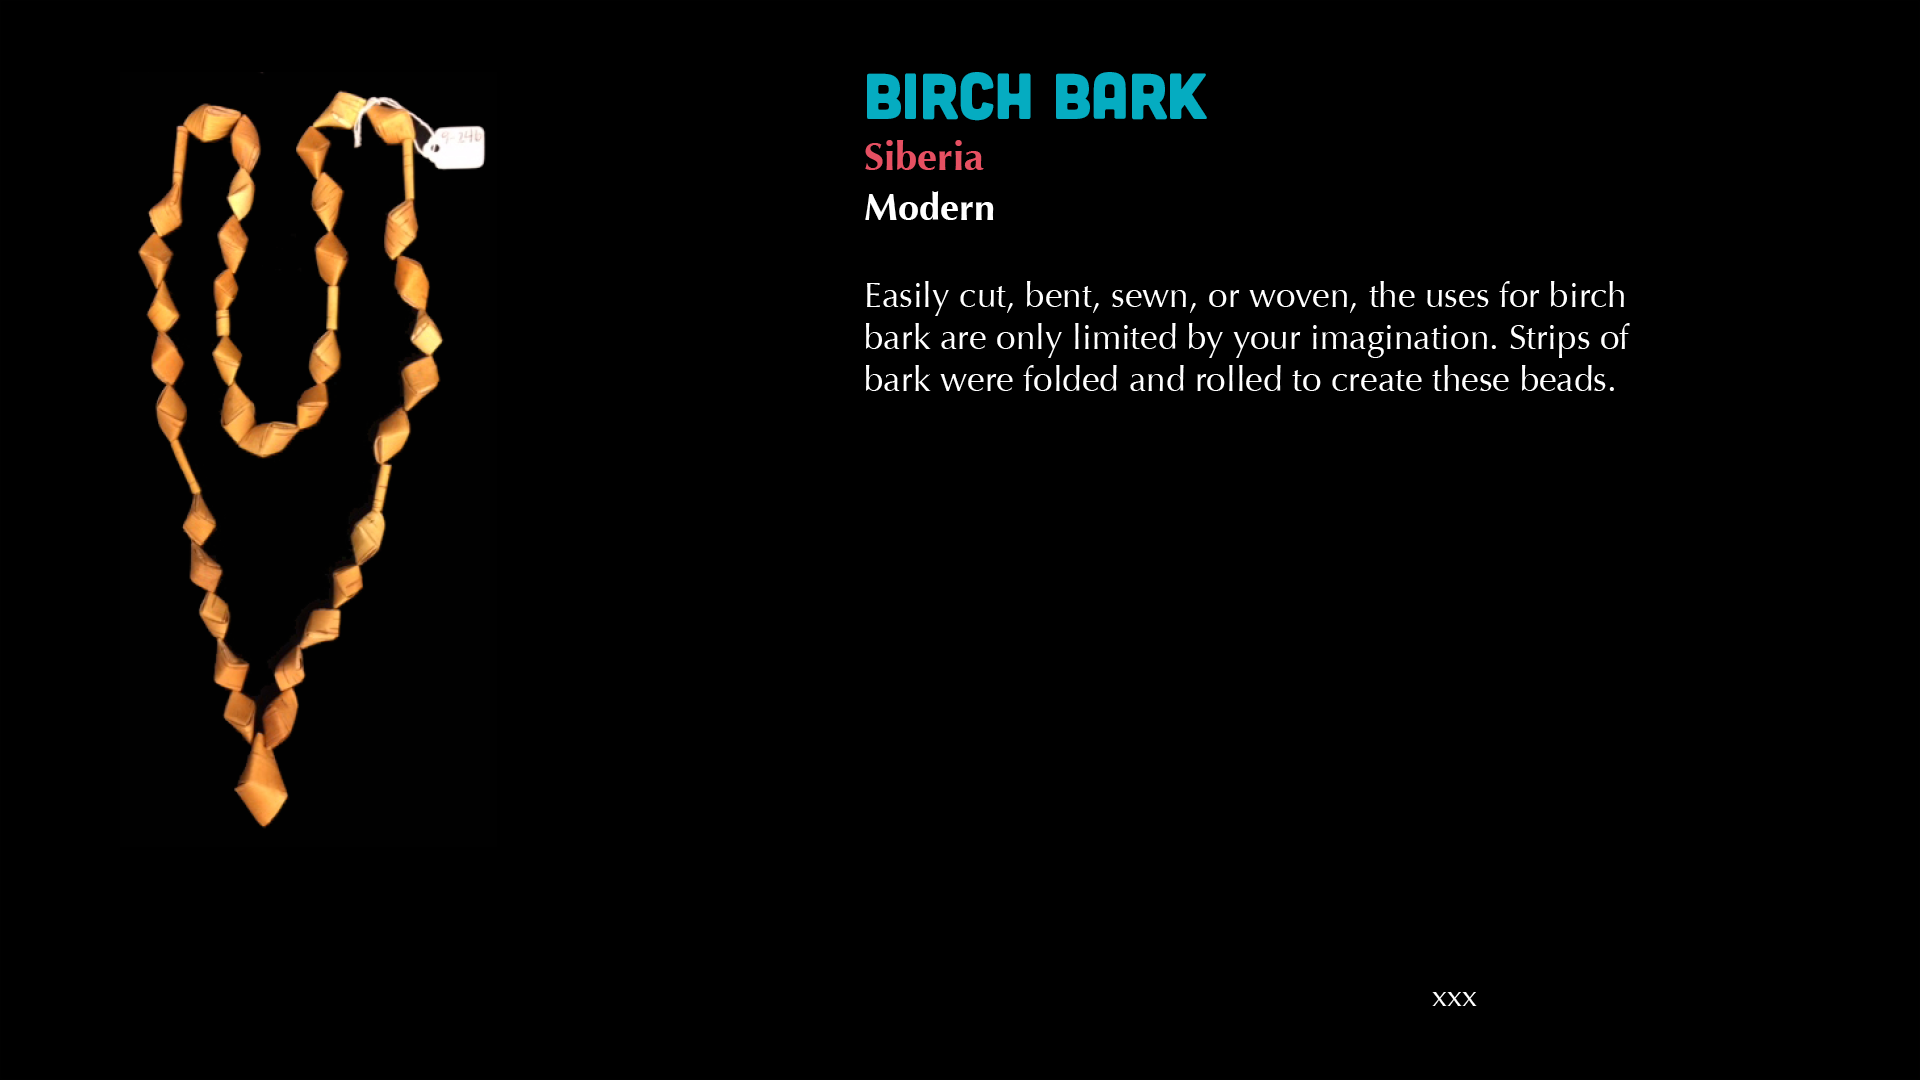 BIRCH BARK
Siberia
Modern
Easily cut, bent, sewn, or woven, the uses for birch
bark are only limited by your imagination. Strips of
bark were folded and rolled to create these beads.
xxx